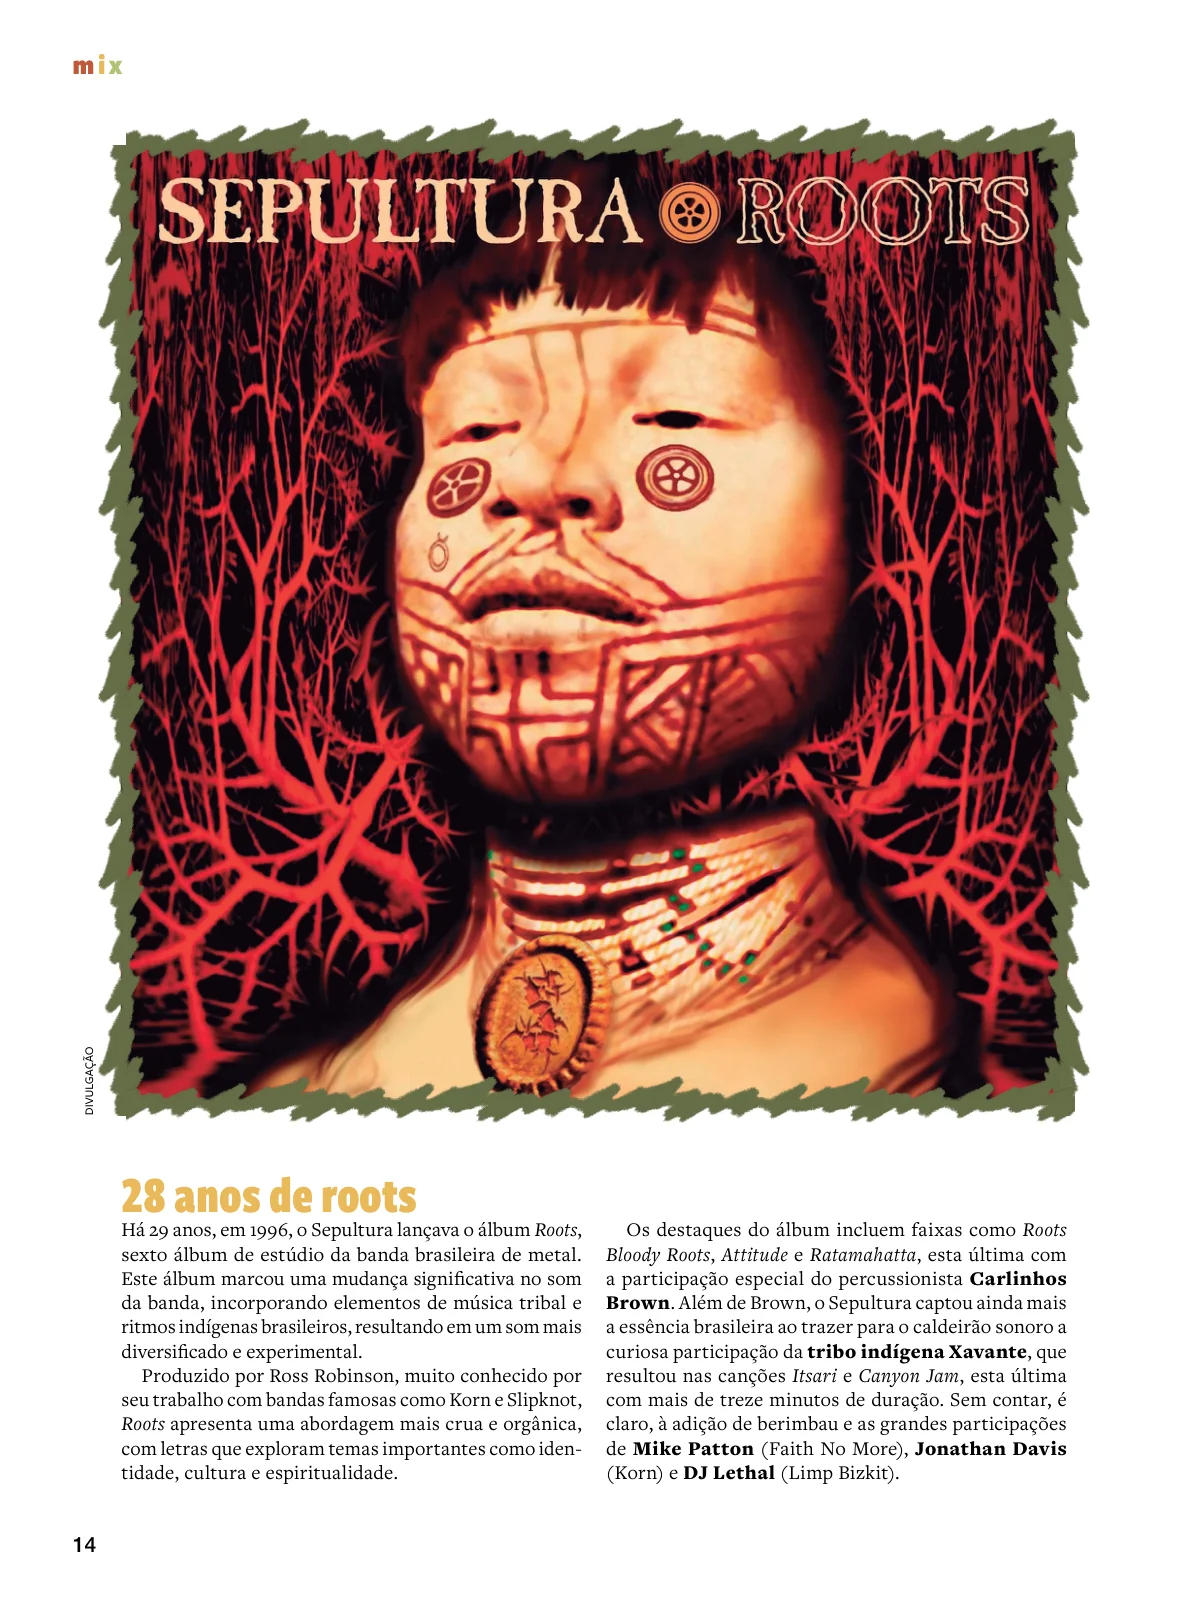 mix
SEPULTURA ROOTS
DIVULGAÇÃO
28 anos de roots
Há 29 anos, em 1996, o Sepultura lançava o álbum Roots,
sexto álbum de estúdio da banda brasileira de metal.
Este álbum marcou uma mudança significativa no som
da banda, incorporando elementos de música tribal e
ritmos indígenas brasileiros, resultando em um som mais
diversificado e experimental.
Produzido por Ross Robinson, muito conhecido por
seu trabalho com bandas famosas como Korn e Slipknot,
Roots apresenta uma abordagem mais crua e orgânica,
com letras que exploram temas importantes como iden-
tidade, cultura e espiritualidade.
Os destaques do álbum incluem faixas como Roots
Bloody Roots, Attitude e Ratamahatta, esta última com
a participação especial do percussionista Carlinhos
Brown. Além de Brown, o Sepultura captou ainda mais
a essência brasileira ao trazer para o caldeirão sonoro a
curiosa participação da tribo indígena Xavante, que
resultou nas canções Itsari e Canyon Jam, esta última
com mais de treze minutos de duração. Sem contar, é
claro, à adição de berimbau e as grandes participações
de Mike Patton (Faith No More), Jonathan Davis
(Korn) e DJ Lethal (Limp Bizkit).
14